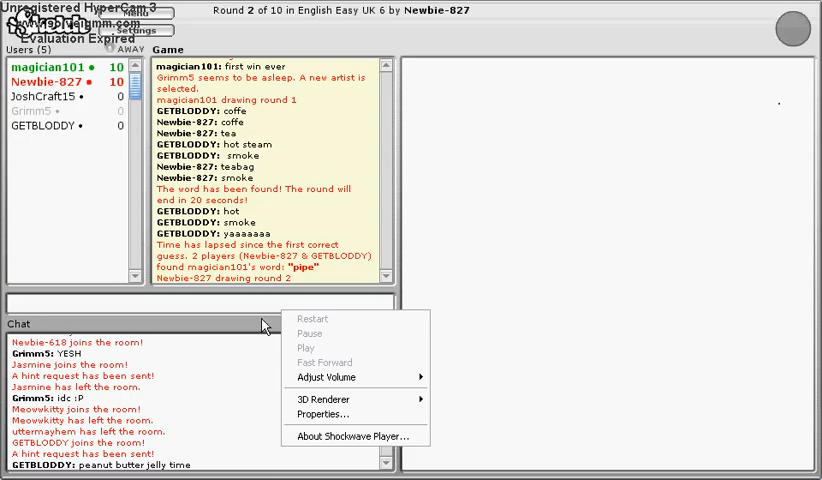 Unregistered HyperCam 3
Menu
Round 2 of 10 in English Easy UK 6 by Newbie-827
Settings
Evaluation Expired
Users (5)
AWAY
Game
magician101 10
Newbie-827 10
JoshCraft15 0
Grimm5 0
GETBLODDY 0
magician101: first win ever
Grimm5 seems to be asleep. A new artist is
selected.
magician101 drawing round 1
GETBLODDY: coffe
Newbie-827: coffe
Newbie-827: tea
GETBLODDY: hot steam
GETBLODDY: smoke
Newbie-827: teabag
Newbie-827: smoke
The word has been found! The round will
end in 20 seconds!
GETBLODDY: hot
GETBLODDY: smoke
GETBLODDY: yaaaaaaa
Time has lapsed since the first correct
guess. 2 players (Newbie-827 & GETBLODDY)
found magician101's word: "pipe"
Newbie-827 drawing round 2
Chat
Newbie-618 joins the room!
Grimm5: YESH
Jasmine joins the room!
A hint request has been sent!
Jasmine has left the room.
Grimm5: idc :P
Meowwkitty joins the room!
Meowwkitty has left the room.
uttermayhem has left the room.
GETBLODDY joins the room!
A hint request has been sent!
GETBLODDY: peanut butter jelly time
Restart
Pause
Play
Fast Forward
Adjust Volume
3D Renderer
Properties...
About Shockwave Player...